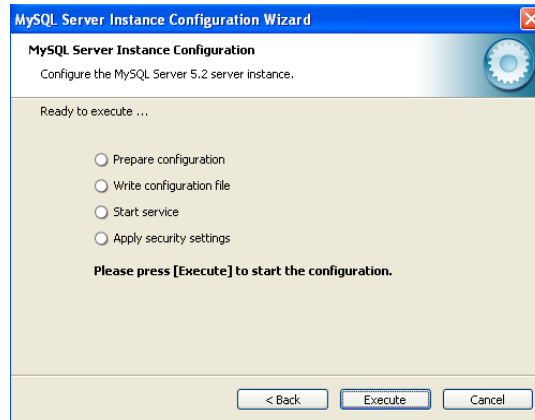 MySQL Server Instance Configuration Wizard
MySQL Server Instance Configuration
Configure the MySQL Server 5.2 server instance.
Ready to execute ...
Prepare configuration
Write configuration file
Start service
Apply security settings
Please press [Execute] to start the configuration.
< Back Execute Cancel